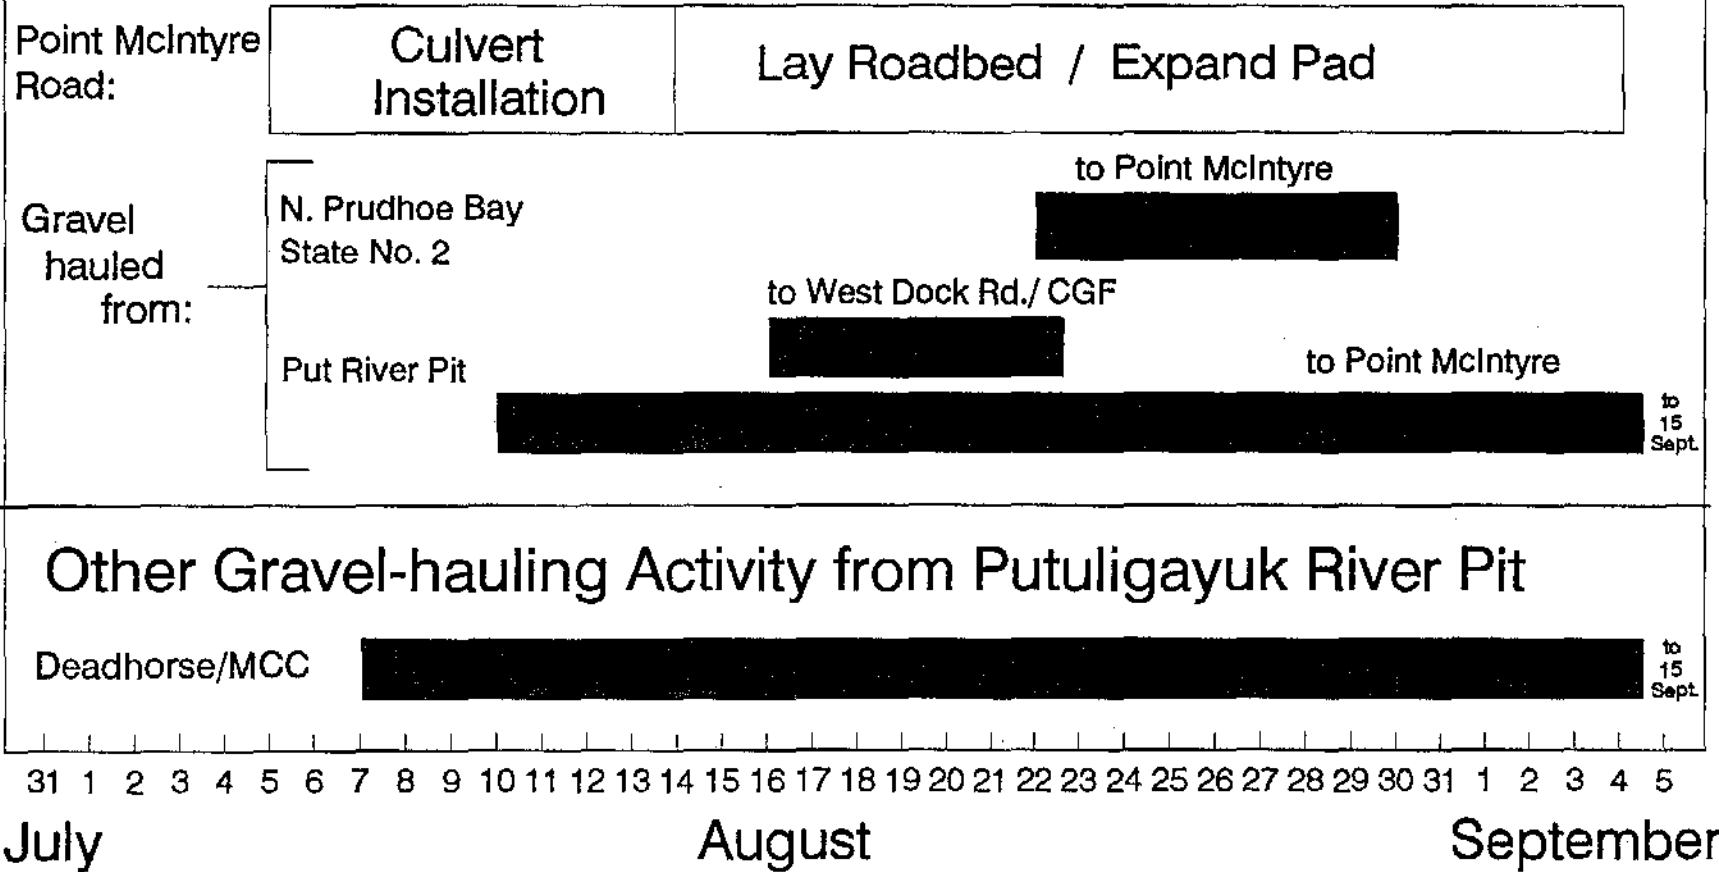 Point McIntyre
Road:
Culvert
Installation
Lay Roadbed / Expand Pad
Gravel
hauled
from:
to Point McIntyre
N. Prudhoe Bay
State No. 2
to West Dock Rd./ CGF
Put River Pit
to Point McIntyre
to
15
Sept.
Other Gravel-hauling Activity from Putuligayuk River Pit
Deadhorse/MCC
to
15
Sept.
31 1 2 3 4 5 6 7 8 9 10 11 12 13 14 15 16 17 18 19 20 21 22 23 24 25 26 27 28 29 30 31 1 2 3 4 5
July August September